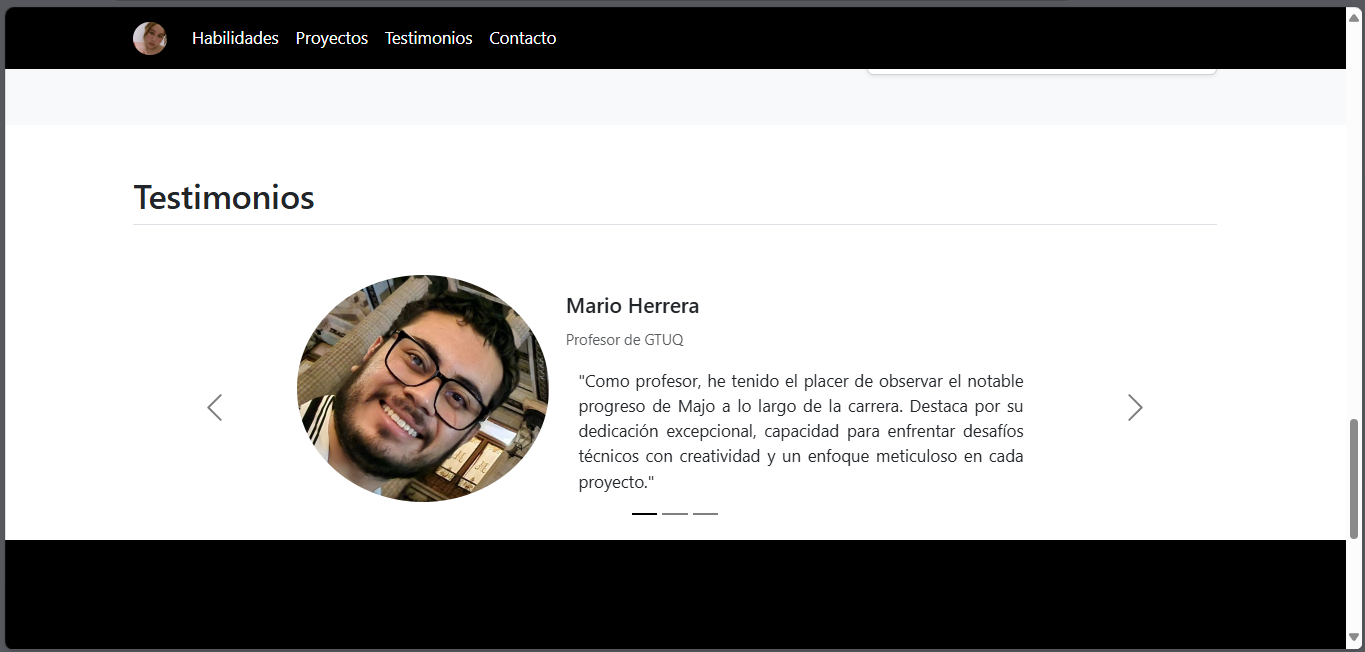 Habilidades Proyectos Testimonios Contacto
Testimonios
Mario Herrera
Profesor de GTUQ
"Como profesor, he tenido el placer de observar el notable
progreso de Majo a lo largo de la carrera. Destaca por su
dedicación excepcional, capacidad para enfrentar desafíos
técnicos con creatividad y un enfoque meticuloso en cada
proyecto."